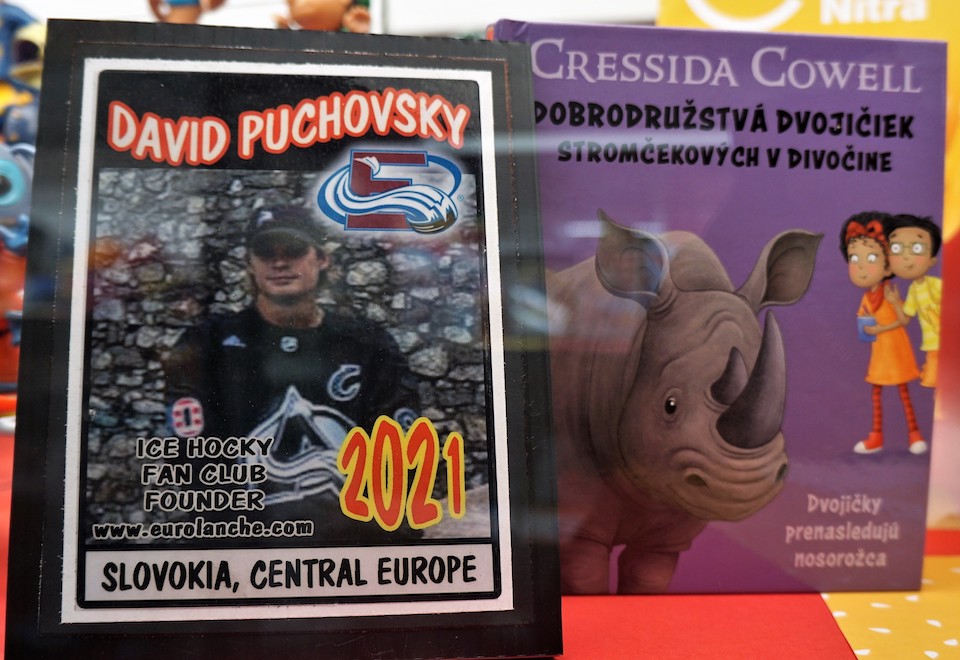 DAVID PUCHOVSKY
E
C
ICE HOCKY
FAN CLUB
FOUNDER
2021
www.eurolanche.com
SLOVOKIA, CENTRAL EUROPE
Nitra
CRESSIDA COWELL
DOBRODRUŽSTVÁ DVOJIČIEK
STROMČEKOVÝCH V DIVOČINE
Dvojičky
prenasledujú
nosorožca